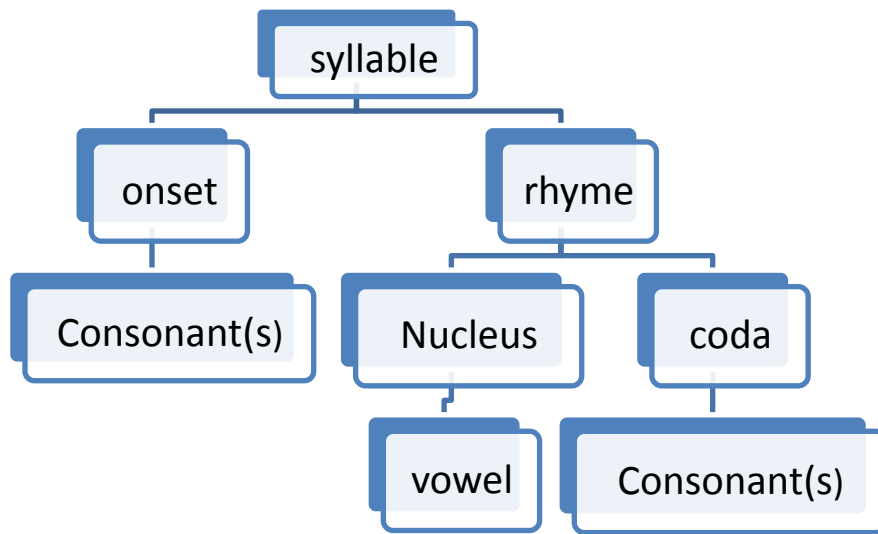 syllable
onset
rhyme
Consonant(s)
Nucleus
coda
vowel
Consonant(s)